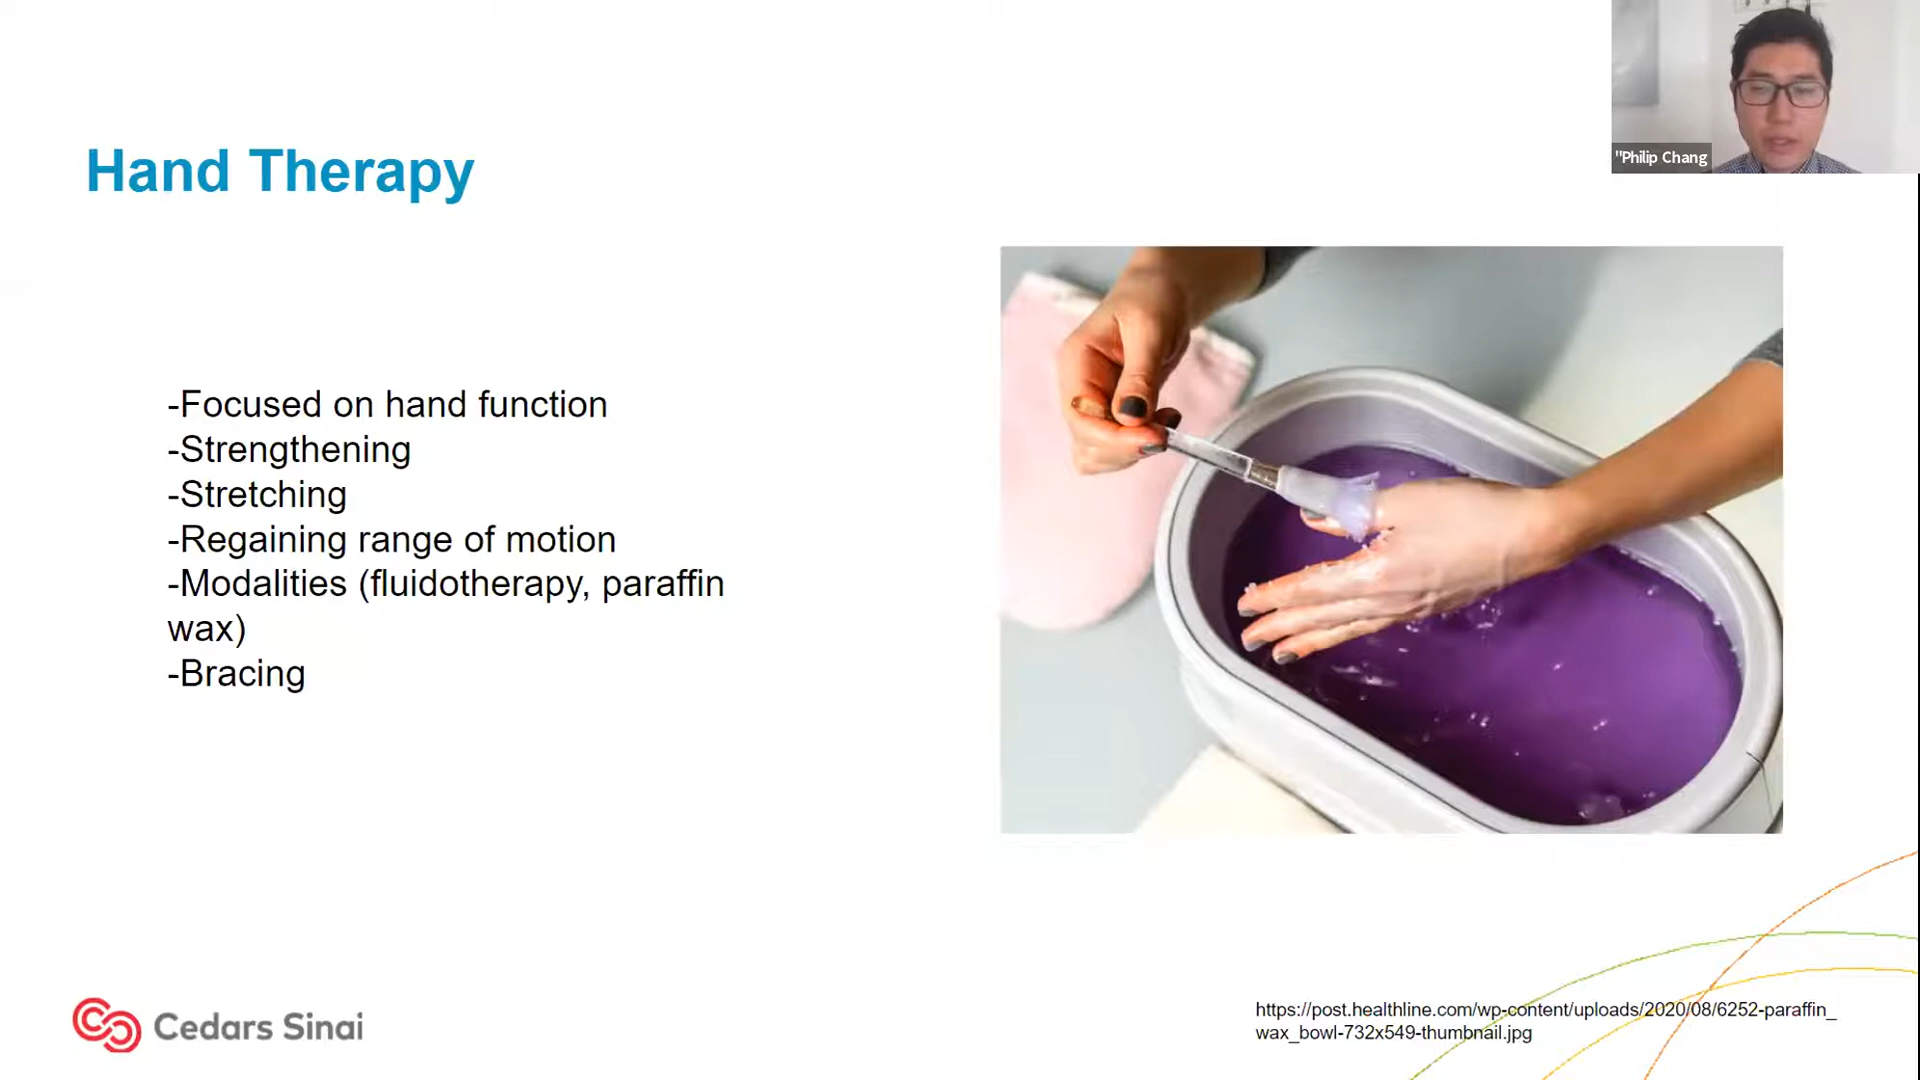 "Philip Chang
Hand Therapy
-Focused on hand function
-Strengthening
-Stretching
-Regaining range of motion
-Modalities (fluidotherapy, paraffin
wax)
-Bracing
Cedars Sinai
https://post.healthline.com/wp-content/uploads/2020/08/6252-paraffin_
wax_bowl-732x549-thumbnail.jpg